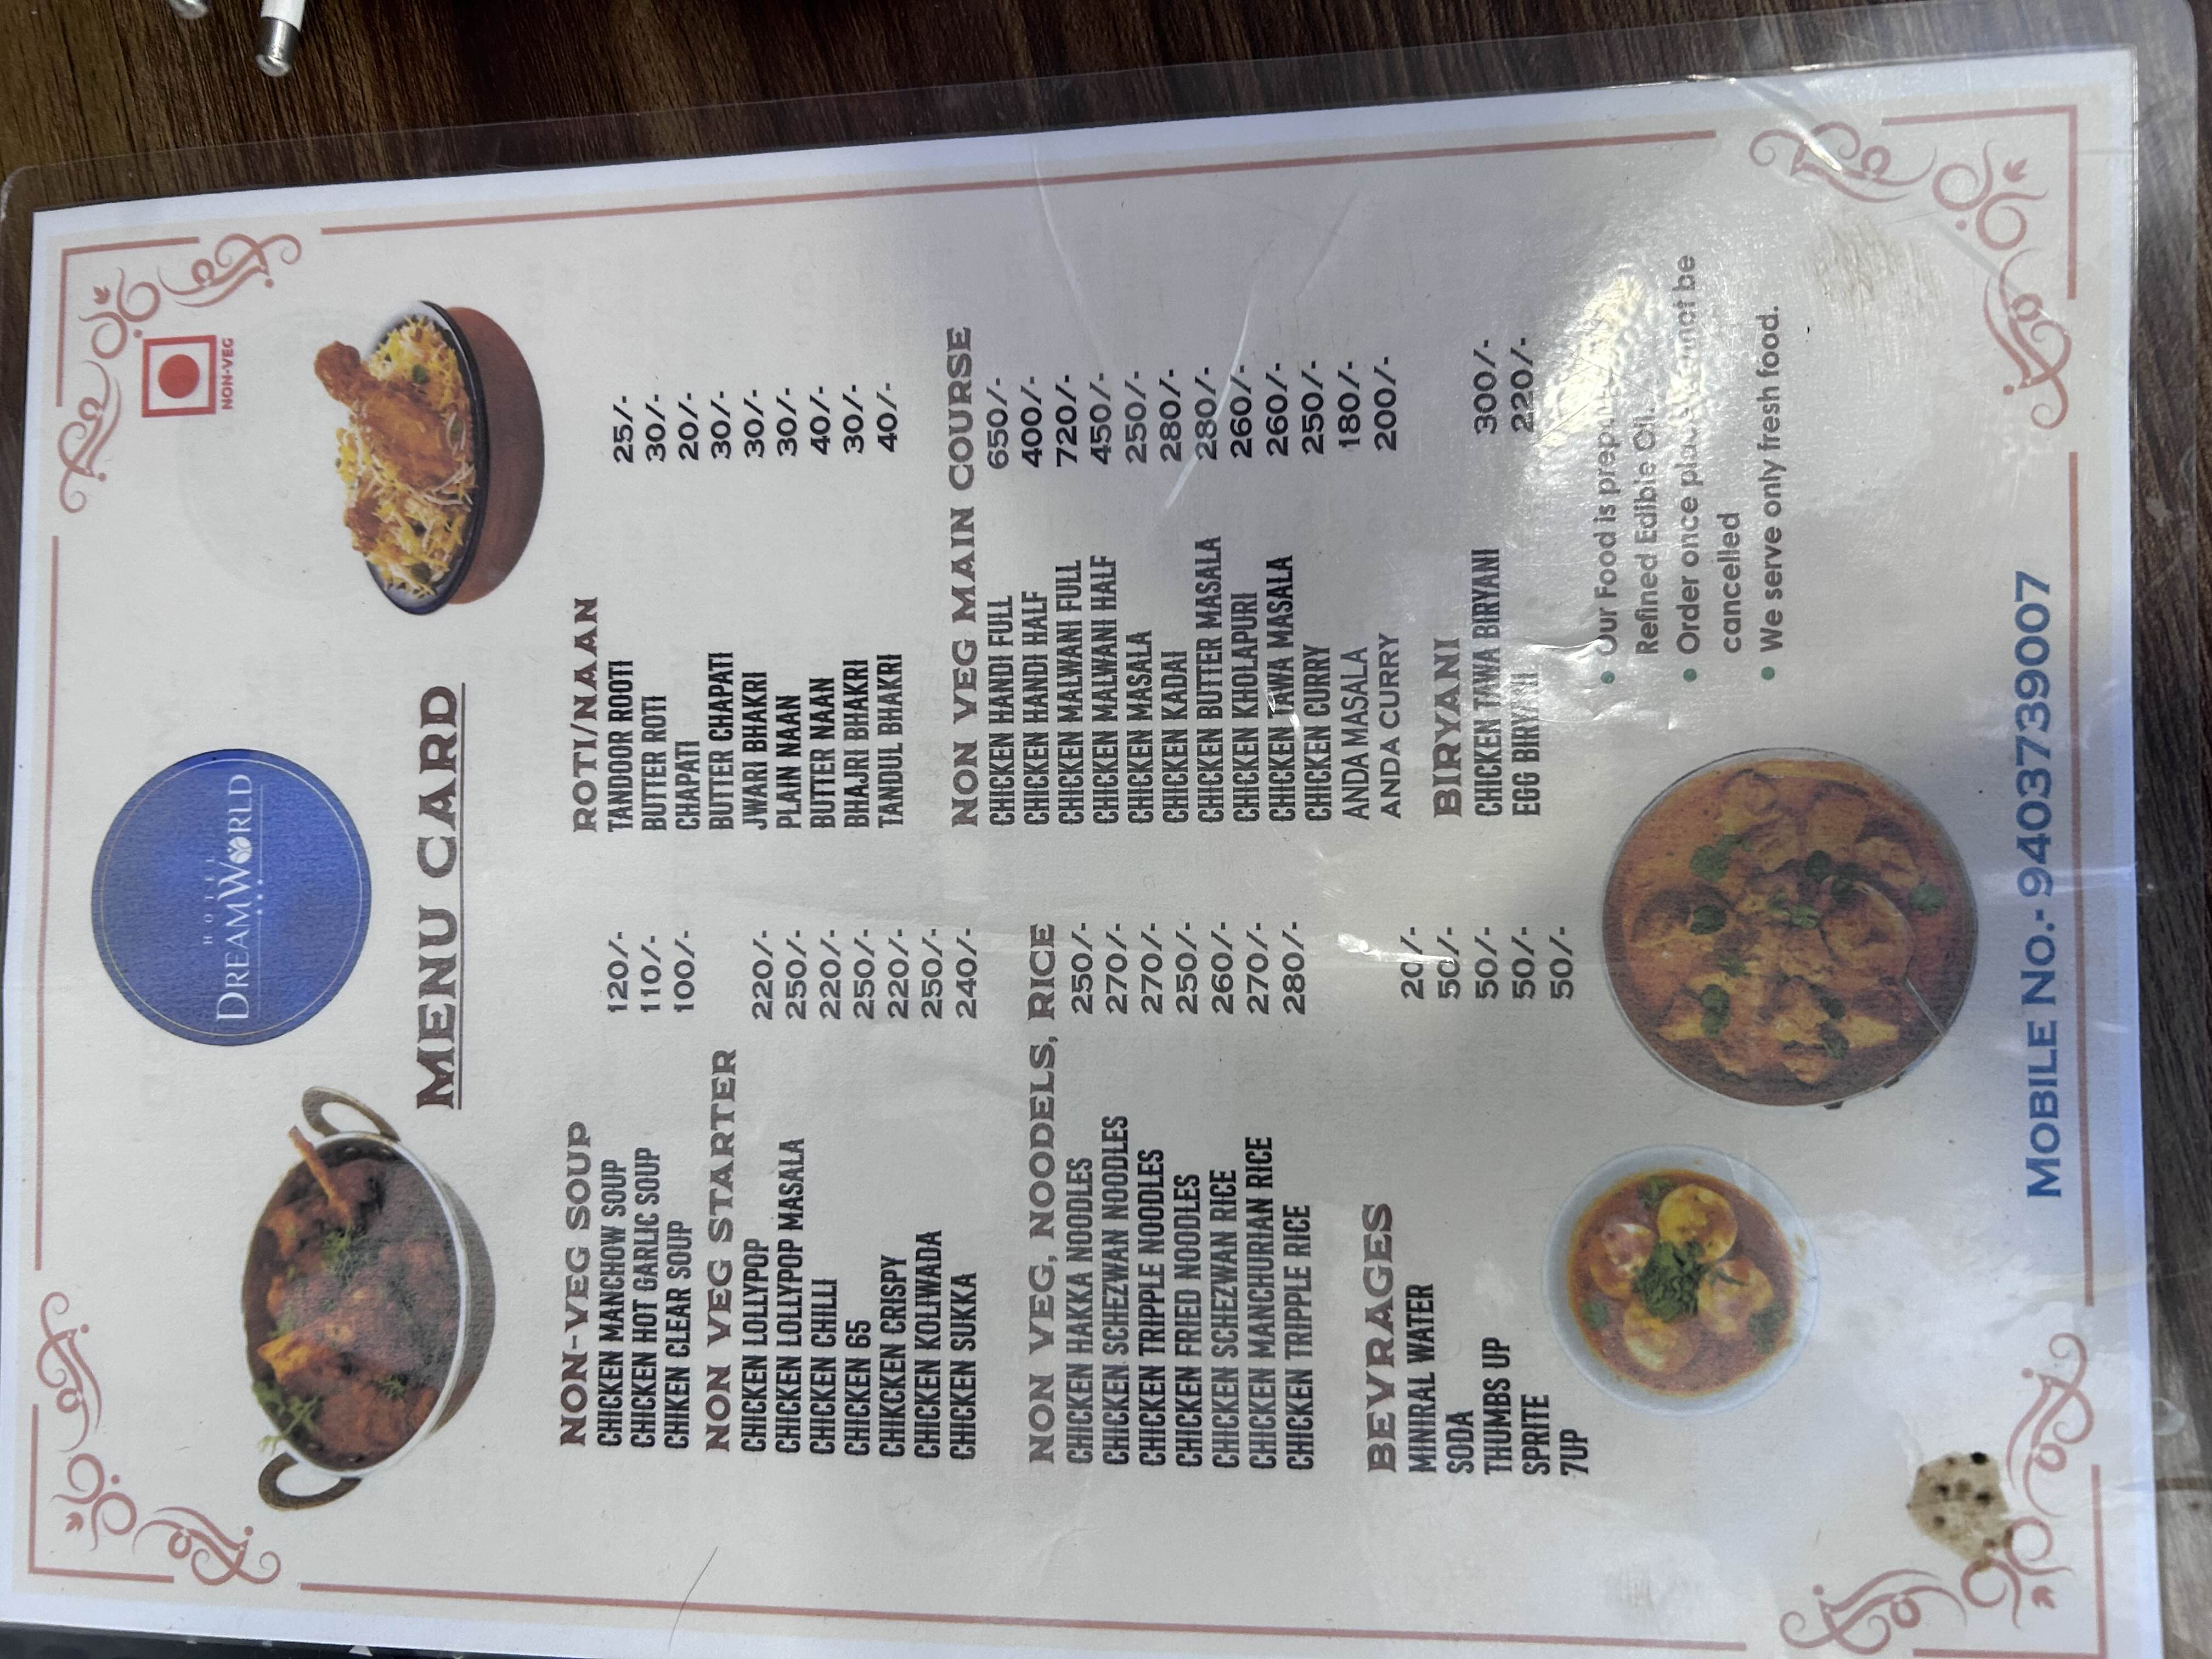 NON-VEG
HOTEL
DREAMWORLD
MENU CARD
NON-VEG SOUP
CHICKEN MANCHOW SOUP 120/-
CHICKEN HOT GARLIC SOUP 110/-
CHIKEN CLEAR SOUP 100/-
NON VEG STARTER
CHICKEN LOLLYPOP 220/-
CHICKEN LOLLYPOP MASALA 250/-
CHICKEN CHILLI 220/-
CHICKEN 65 250/-
CHIKCKEN CRISPY 220/-
CHICKEN KOLIWADA 250/-
CHICKEN SUKKA 240/-
NON VEG, NOODELS, RICE
CHICKEN HAKKA NOODLES 250/-
CHICKEN SCHEZWAN NOODLES 270/-
CHICKEN TRIPPLE NOODLES 270/-
CHICKEN FRIED NOODLES 250/-
CHICKEN SCHEZWAN RICE 260/-
CHICKEN MANCHURIAN RICE 270/-
CHICKEN TRIPPLE RICE 280/-
BEVRAGES
MINIRAL WATER 20/-
SODA 50/-
THUMBS UP 50/-
SPRITE 50/-
7UP 50/-
ROTI/NAAN
TANDOOR ROOTI 25/-
BUTTER ROTI 30/-
CHAPATI 20/-
BUTTER CHAPATI 30/-
JWARI BHAKRI 30/-
PLAIN NAAN 30/-
BUTTER NAAN 40/-
BHAJRI BHAKRI 30/-
TANDUL BHAKRI 40/-
NON VEG MAIN COURSE
CHICKEN HANDI FULL 650/-
CHICKEN HANDI HALF 400/-
CHICKEN MALWANI FULL 720/-
CHICKEN MALWANI HALF 450/-
CHICKEN MASALA 250/-
CHICKEN KADAI 280/-
CHICKEN BUTTER MASALA 280/-
CHICKEN KHOLAPURI 260/-
CHICKEN TAWA MASALA 260/-
CHICKEN CURRY 250/-
ANDA MASALA 180/-
ANDA CURRY 200/-
BIRYANI
CHICKEN TAWA BIRYANI 300/-
EGG BIRYANI 220/-
• Our Food is
Refined Edible Oil.
• Order once placed cannot be
cancelled
• We serve only fresh food.
MOBILE NO.- 9403739007